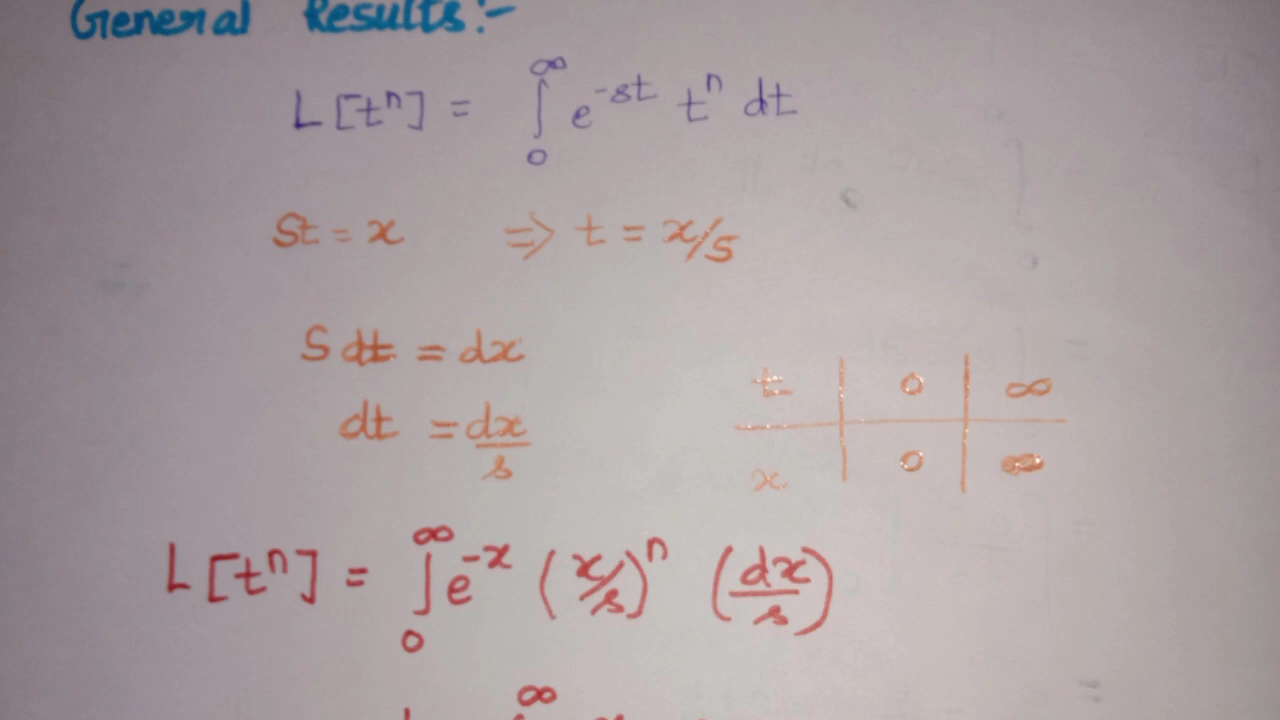 General Results:-
L[tⁿ] = ∫₀^∞ e^-st tⁿ dt
St = x ⇒ t = x/s
S dt = dx
dt = dx/s
t | 0 | ∞
x | 0 | ∞
L[tⁿ] = ∫₀^∞ e^-x (x/s)ⁿ (dx/s)
∞